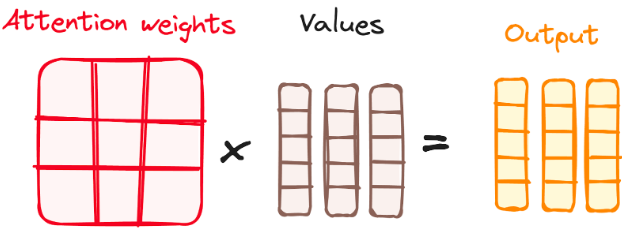 Attention weights
Values
Output
×
=